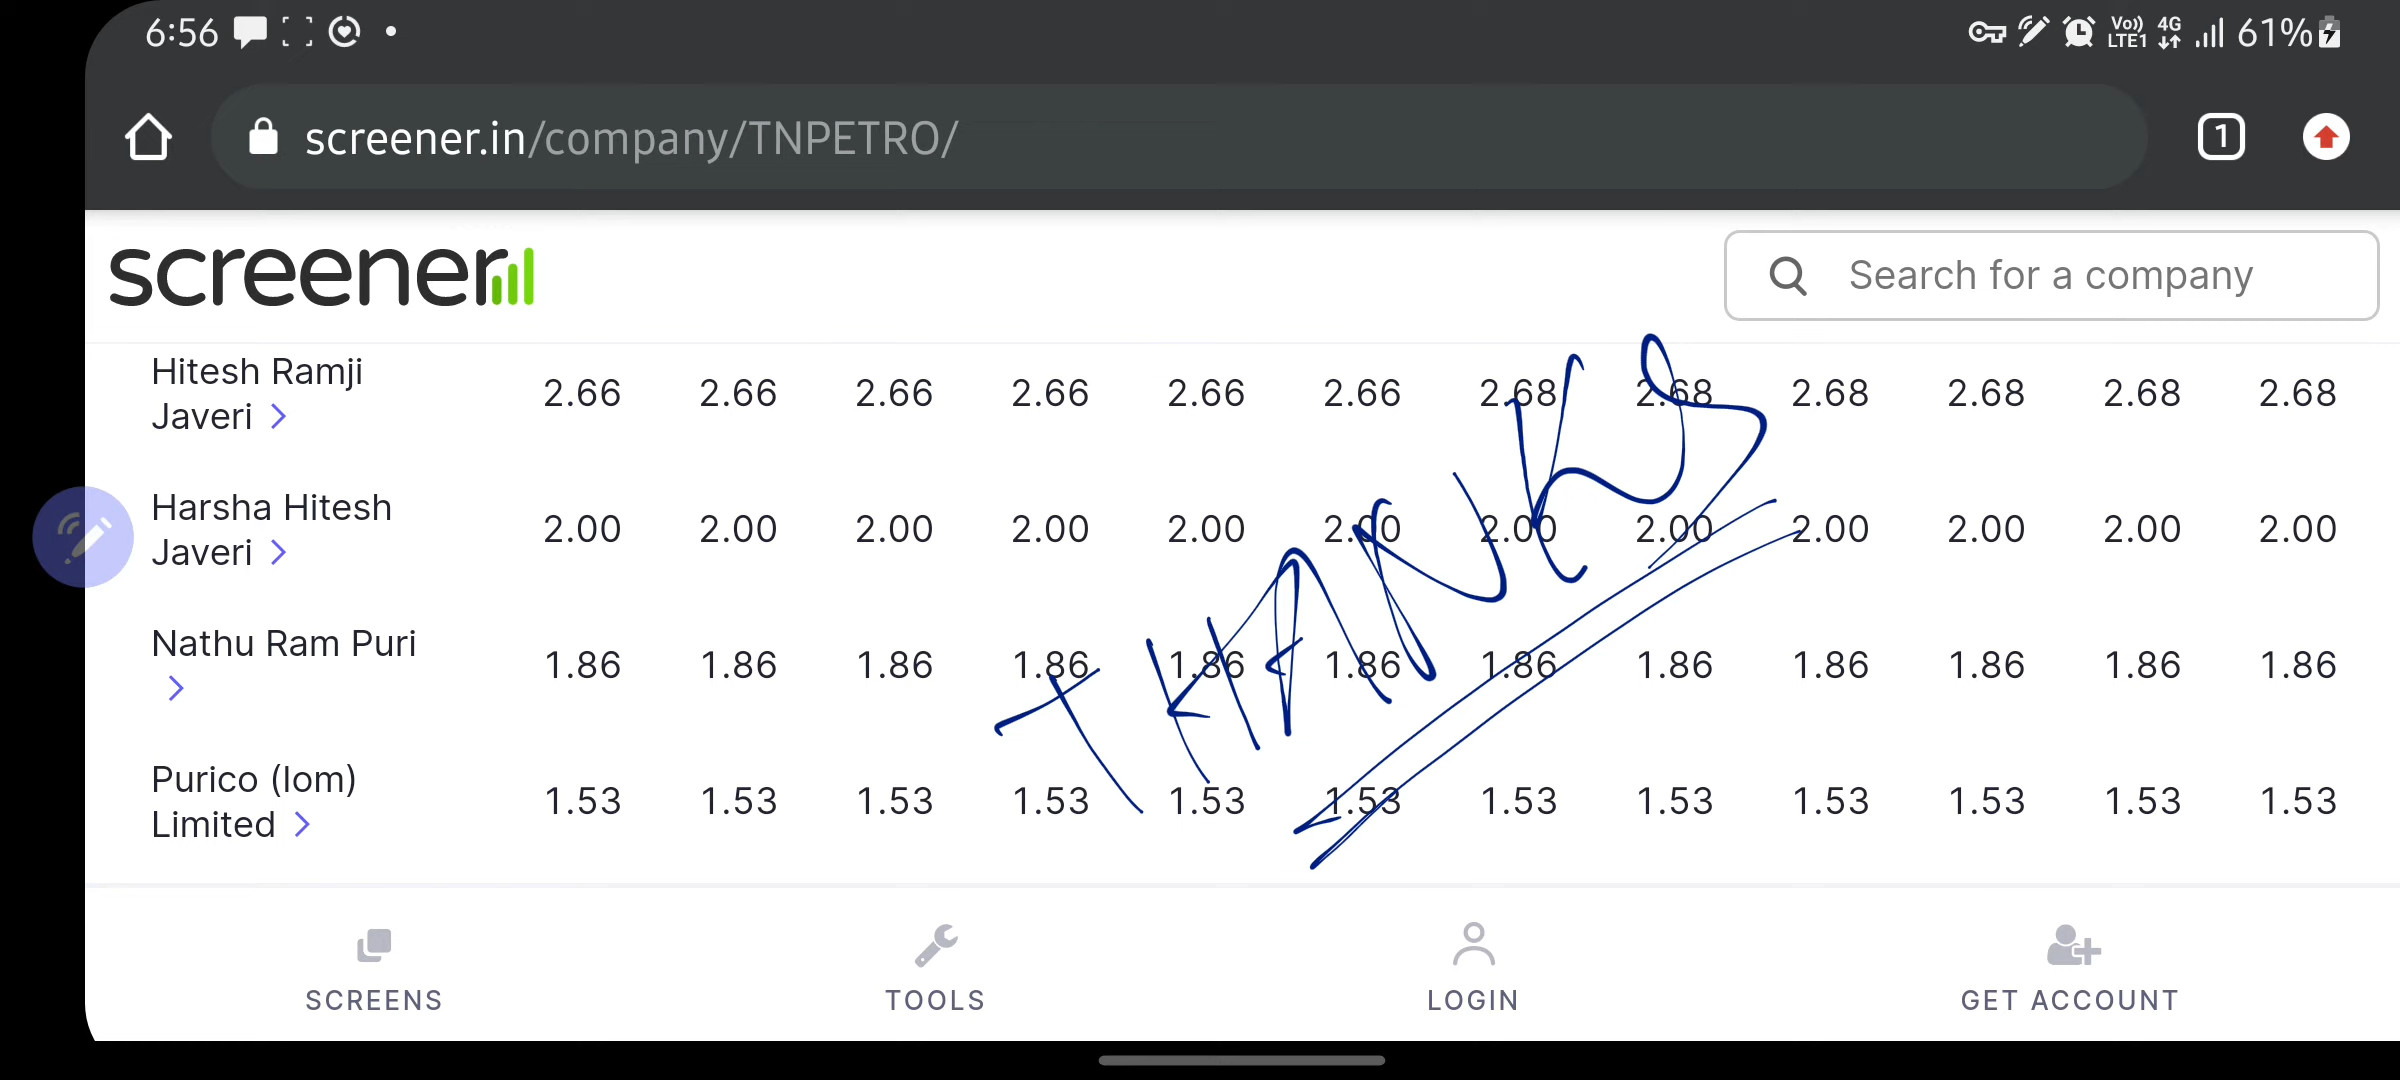 6:56 Vo)) LTE1 4G 61%
screener.in/company/TNPETRO/ 1
screener Search for a company
Hitesh Ramji
Javeri 2.66 2.66 2.66 2.66 2.66 2.66 2.68 2.68 2.68 2.68 2.68 2.68
Harsha Hitesh
Javeri 2.00 2.00 2.00 2.00 2.00 2.00 2.00 2.00 2.00 2.00 2.00 2.00
Nathu Ram Puri
1.86 1.86 1.86 1.86 1.86 1.86 1.86 1.86 1.86 1.86 1.86 1.86
Purico (Iom)
Limited 1.53 1.53 1.53 1.53 1.53 1.53 1.53 1.53 1.53 1.53 1.53 1.53
THANKS
SCREENS TOOLS LOGIN GET ACCOUNT